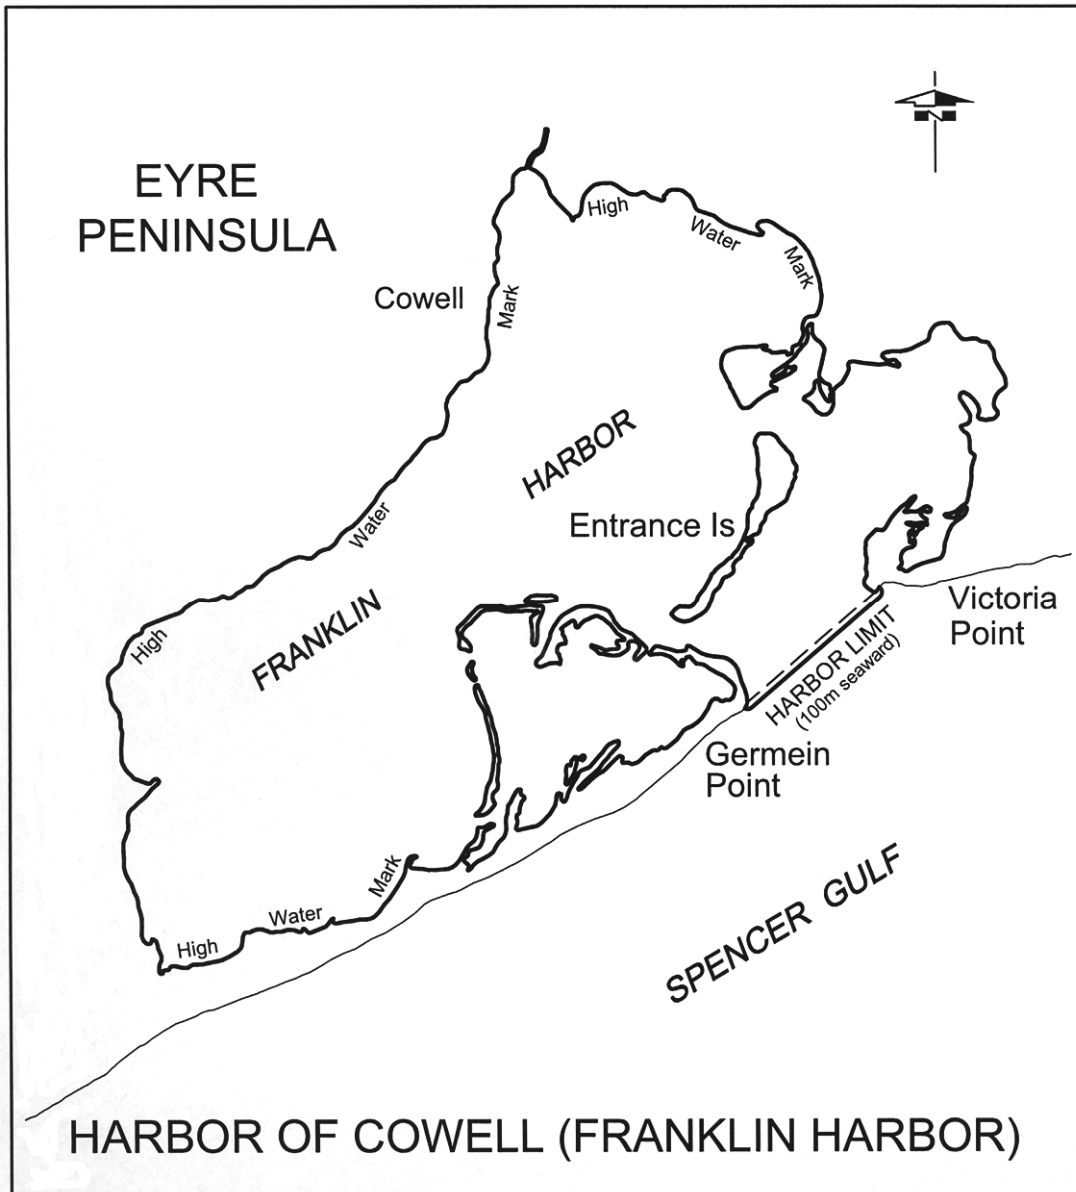 N
EYRE
PENINSULA
High
Water
Mark
Cowell
Mark
Water
High
HARBOR
Entrance Is
FRANKLIN
Victoria
Point
HARBOR LIMIT
(100m seaward)
Germein
Point
Mark
Water
High
SPENCER GULF
HARBOR OF COWELL (FRANKLIN HARBOR)